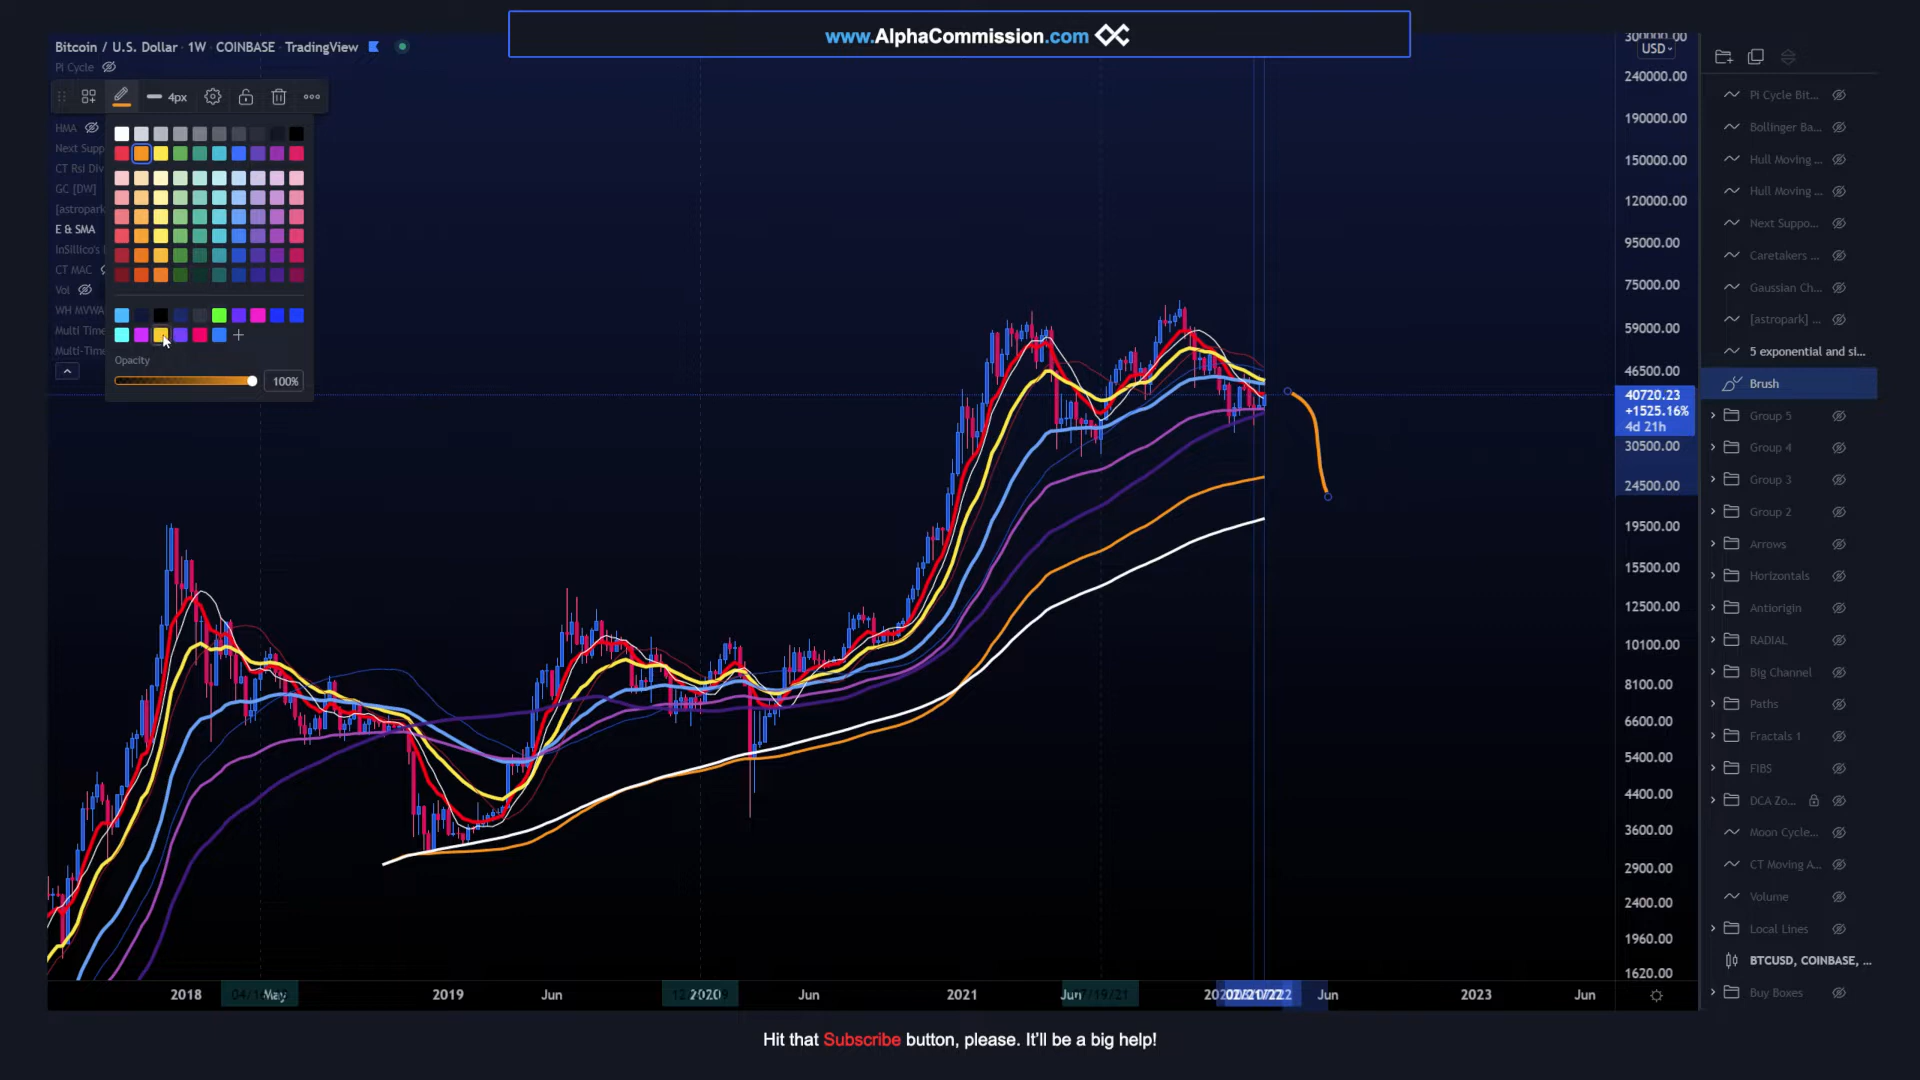 www.AlphaCommission.com
Bitcoin / U.S. Dollar · 1W · COINBASE · TradingView
Pi Cycle
4px
HMA
Next Supp
CT Rsi Div
GC [DW]
[astropark
E & SMA
InSillico's
CT MAC
Vol
WH MVWA
Multi Time
Multi-Time
Opacity
100%
300000.00
USD
240000.00
190000.00
150000.00
120000.00
95000.00
75000.00
59000.00
46500.00
40720.23
+1525.16%
4d 21h
30500.00
24500.00
19500.00
15500.00
12500.00
10100.00
8100.00
6600.00
5400.00
4400.00
3600.00
2900.00
2400.00
1960.00
1620.00
2018
May
2019
Jun
2020
Jun
2021
Jun
02/21/22
Jun
2023
Jun
Pi Cycle Bit...
Bollinger Ba...
Hull Moving ...
Hull Moving ...
Next Suppo...
Caretakers ...
Gaussian Ch...
[astropark] ...
5 exponential and si...
Brush
Group 5
Group 4
Group 3
Group 2
Arrows
Horizontals
Antiorigin
RADIAL
Big Channel
Paths
Fractals 1
FIBS
DCA Zo...
Moon Cycle...
CT Moving A...
Volume
Local Lines
BTCUSD, COINBASE, ...
Buy Boxes
Hit that Subscribe button, please. It'll be a big help!